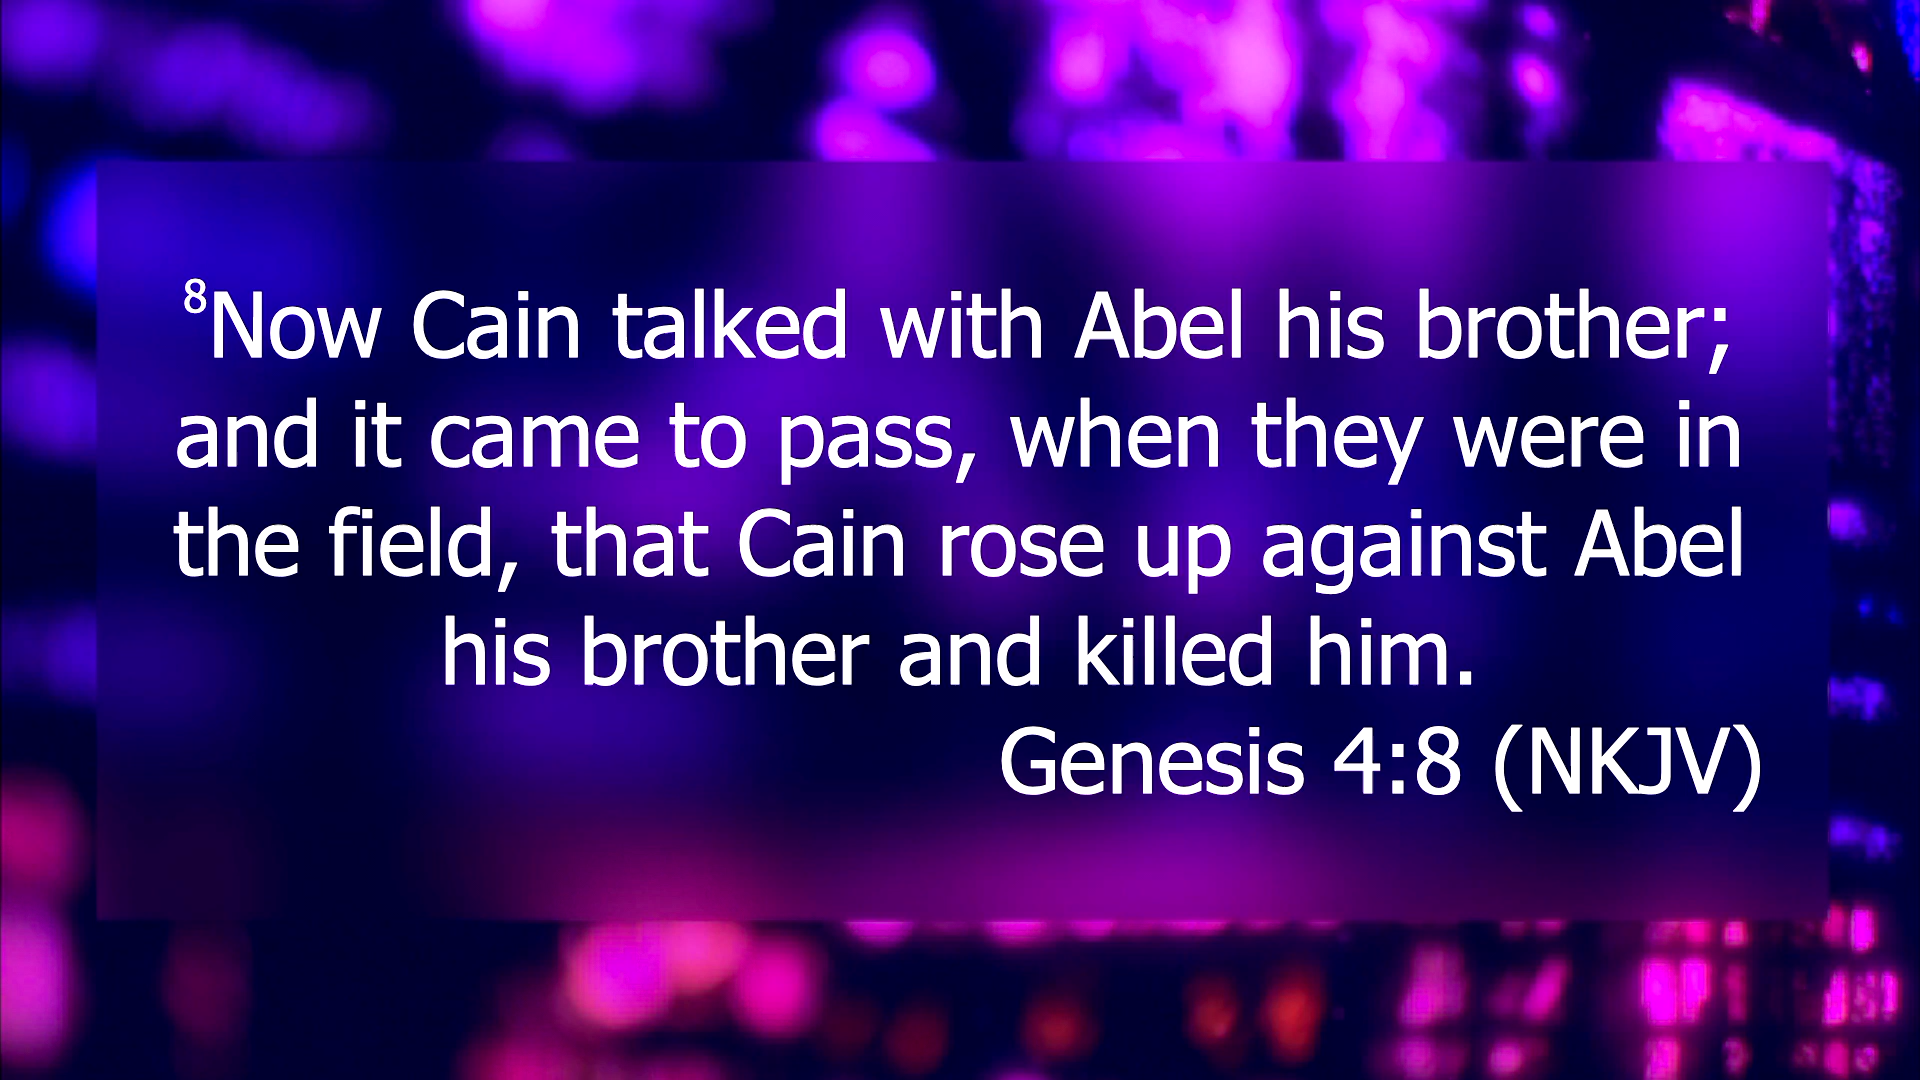 ⁸Now Cain talked with Abel his brother;
and it came to pass, when they were in
the field, that Cain rose up against Abel
his brother and killed him.
Genesis 4:8 (NKJV)